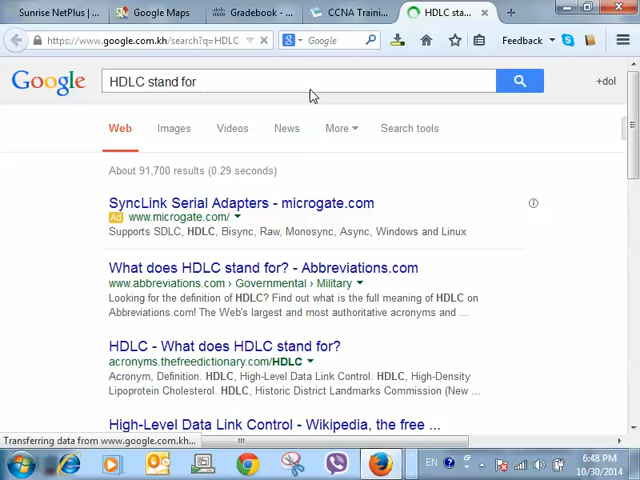 Sunrise NetPlus |...
Google Maps
Gradebook - ...
CCNA Traini...
HDLC sta...
https://www.google.com.kh/search?q=HDLC
Google
Feedback
Google
HDLC stand for
+dol
Web
Images
Videos
News
More
Search tools
About 91,700 results (0.29 seconds)
SyncLink Serial Adapters - microgate.com
Ad www.microgate.com/
Supports SDLC, HDLC, Bisync, Raw, Monosync, Async, Windows and Linux
What does HDLC stand for? - Abbreviations.com
www.abbreviations.com › Governmental › Military
Looking for the definition of HDLC? Find out what is the full meaning of HDLC on
Abbreviations.com! The Web's largest and most authoritative acronyms and ...
HDLC - What does HDLC stand for?
acronyms.thefreedictionary.com/HDLC
Acronym, Definition. HDLC, High-Level Data Link Control. HDLC, High-Density
Lipoprotein Cholesterol. HDLC, Historic District Landmarks Commission (New ...
High-Level Data Link Control - Wikipedia, the free ...
Transferring data from www.google.com.kh...
EN
6:48 PM
10/30/2014